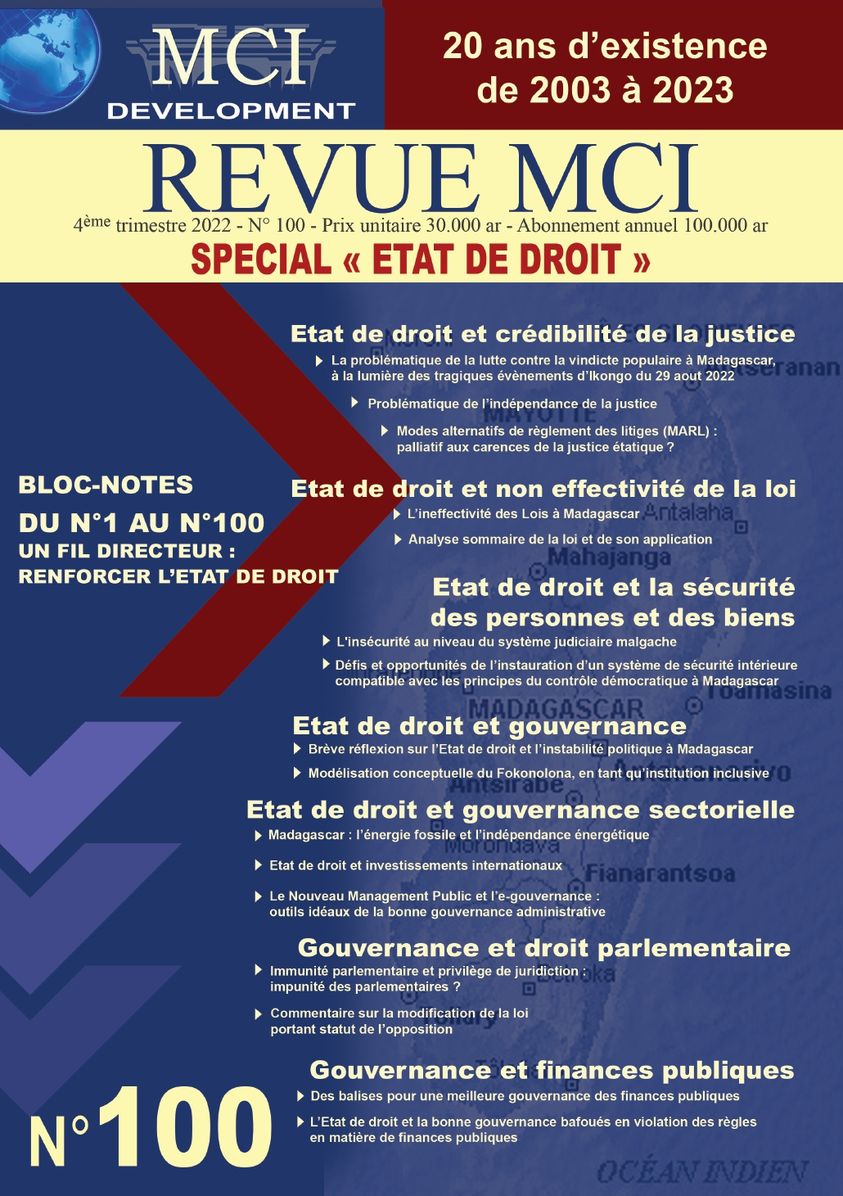 MCI
DEVELOPMENT
20 ans d’existence
de 2003 à 2023
REVUE MCI
4ème trimestre 2022 - N° 100 - Prix unitaire 30.000 ar - Abonnement annuel 100.000 ar
SPECIAL « ETAT DE DROIT »
Etat de droit et crédibilité de la justice
La problématique de la lutte contre la vindicte populaire à Madagascar,
à la lumière des tragiques évènements d’Ikongo du 29 aout 2022
Problématique de l’indépendance de la justice
MAYOTTE
Modes alternatifs de règlement des litiges (MARL) :
palliatif aux carences de la justice étatique ?
BLOC-NOTES
DU N°1 AU N°100
UN FIL DIRECTEUR :
RENFORCER L’ETAT DE DROIT
Etat de droit et non effectivité de la loi
L’ineffectivité des Lois à Madagascar
Antalaha
Analyse sommaire de la loi et de son application
Mahajanga
Etat de droit et la sécurité
des personnes et des biens
L'insécurité au niveau du système judiciaire malgache
Défis et opportunités de l’instauration d’un système de sécurité intérieure
compatible avec les principes du contrôle démocratique à Madagascar
Toamasina
MADAGASCAR
Etat de droit et gouvernance
Brève réflexion sur l’Etat de droit et l’instabilité politique à Madagascar
Modélisation conceptuelle du Fokonolona, en tant qu’institution inclusive
Antananarivo
Antsirabe
Etat de droit et gouvernance sectorielle
Madagascar : l’énergie fossile et l’indépendance énergétique
Morondava
Etat de droit et investissements internationaux
Fianarantsoa
Le Nouveau Management Public et l’e-gouvernance :
outils idéaux de la bonne gouvernance administrative
Gouvernance et droit parlementaire
Immunité parlementaire et privilège de juridiction :
impunité des parlementaires ?
Betroka
Commentaire sur la modification de la loi
portant statut de l’opposition
Toliary
Gouvernance et finances publiques
Des balises pour une meilleure gouvernance des finances publiques
L’Etat de droit et la bonne gouvernance bafoués en violation des règles
en matière de finances publiques
N°100
OCÉAN INDIEN